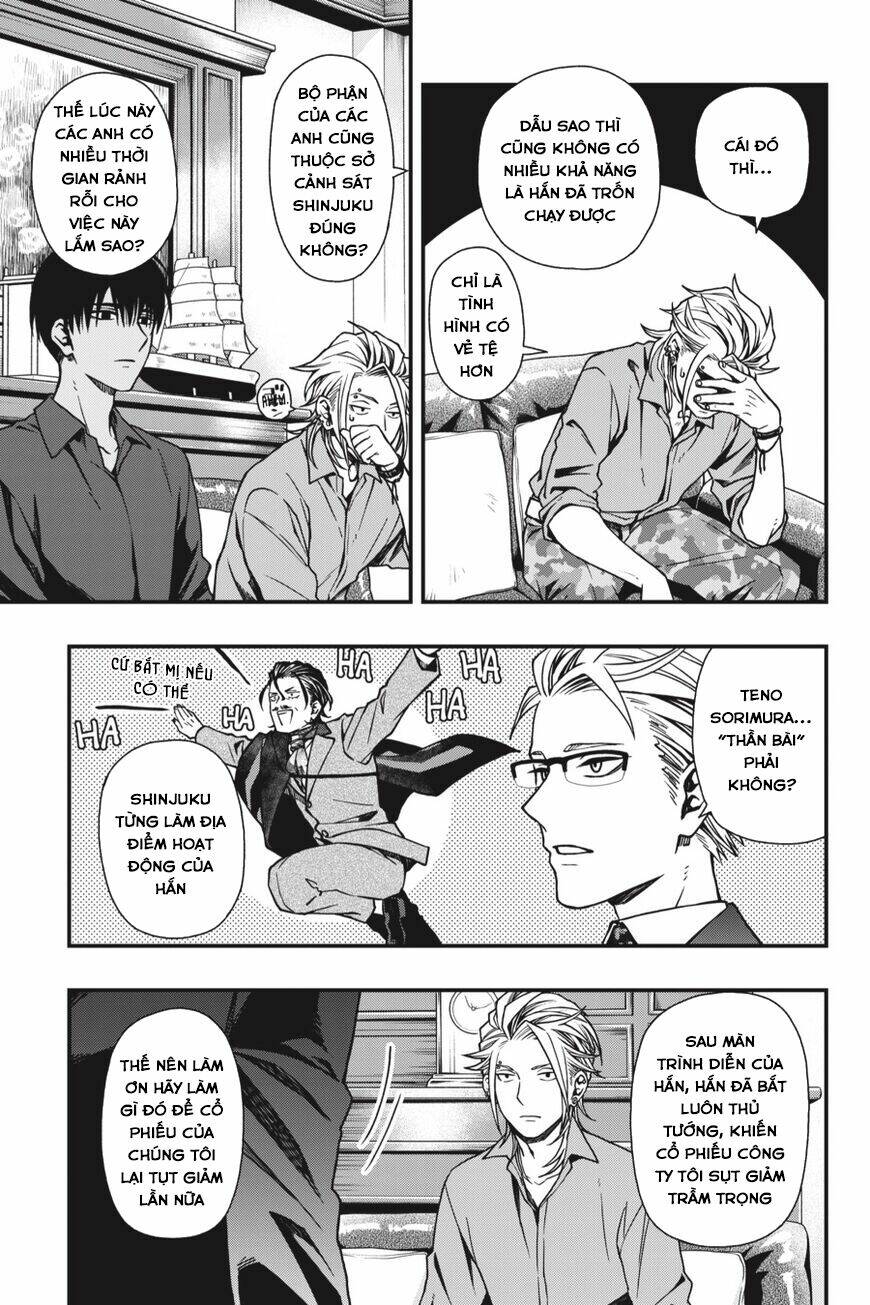 CÁI ĐÓ
THÌ...
DẪU SAO THÌ
CŨNG KHÔNG CÓ
NHIỀU KHẢ NĂNG
LÀ HẮN ĐÃ TRỐN
CHẠY ĐƯỢC
CHỈ LÀ
TÌNH
HÌNH CÓ
VẺ TỆ
HƠN
BỘ PHẬN
CỦA CÁC
ANH CŨNG
THUỘC SỞ
CẢNH SÁT
SHINJUKU
ĐÚNG
KHÔNG?
THẾ LÚC NÀY
CÁC ANH CÓ
NHIỀU THỜI
GIAN RẢNH
RỖI CHO
VIỆC NÀY
LẮM SAO?
TENO
SORIMURA...
"THẦN BÀI"
PHẢI
KHÔNG?
CỨ BẮT MỊ NẾU
CÓ THỂ
HA
HA
HA
HA
HA
SHINJUKU
TỪNG LÀM ĐỊA
ĐIỂM HOẠT
ĐỘNG CỦA
HẮN
SAU MÀN
TRÌNH DIỄN CỦA
HẮN, HẮN ĐÃ BẮT
LUÔN THỦ
TƯỚNG, KHIẾN
CỔ PHIẾU CÔNG
TY TÔI SỤT GIẢM
TRẦM TRỌNG
THẾ NÊN LÀM
ƠN HÃY LÀM
GÌ ĐÓ ĐỂ CỔ
PHIẾU CỦA
CHÚNG TÔI
LẠI TỤT GIẢM
LẦN NỮA